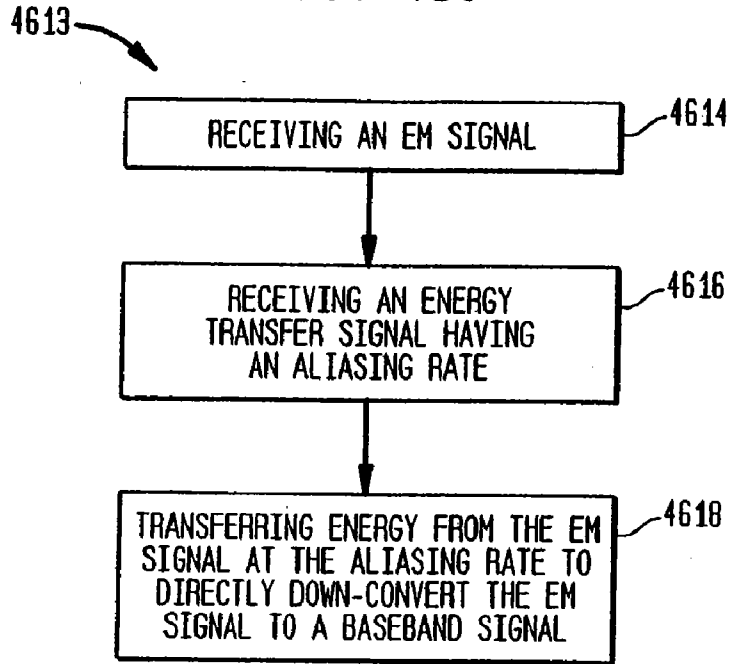 4613
RECEIVING AN EM SIGNAL
4614
RECEIVING AN ENERGY
TRANSFER SIGNAL HAVING
AN ALIASING RATE
4616
TRANSFERRING ENERGY FROM THE EM
SIGNAL AT THE ALIASING RATE TO
DIRECTLY DOWN-CONVERT THE EM
SIGNAL TO A BASEBAND SIGNAL
4618